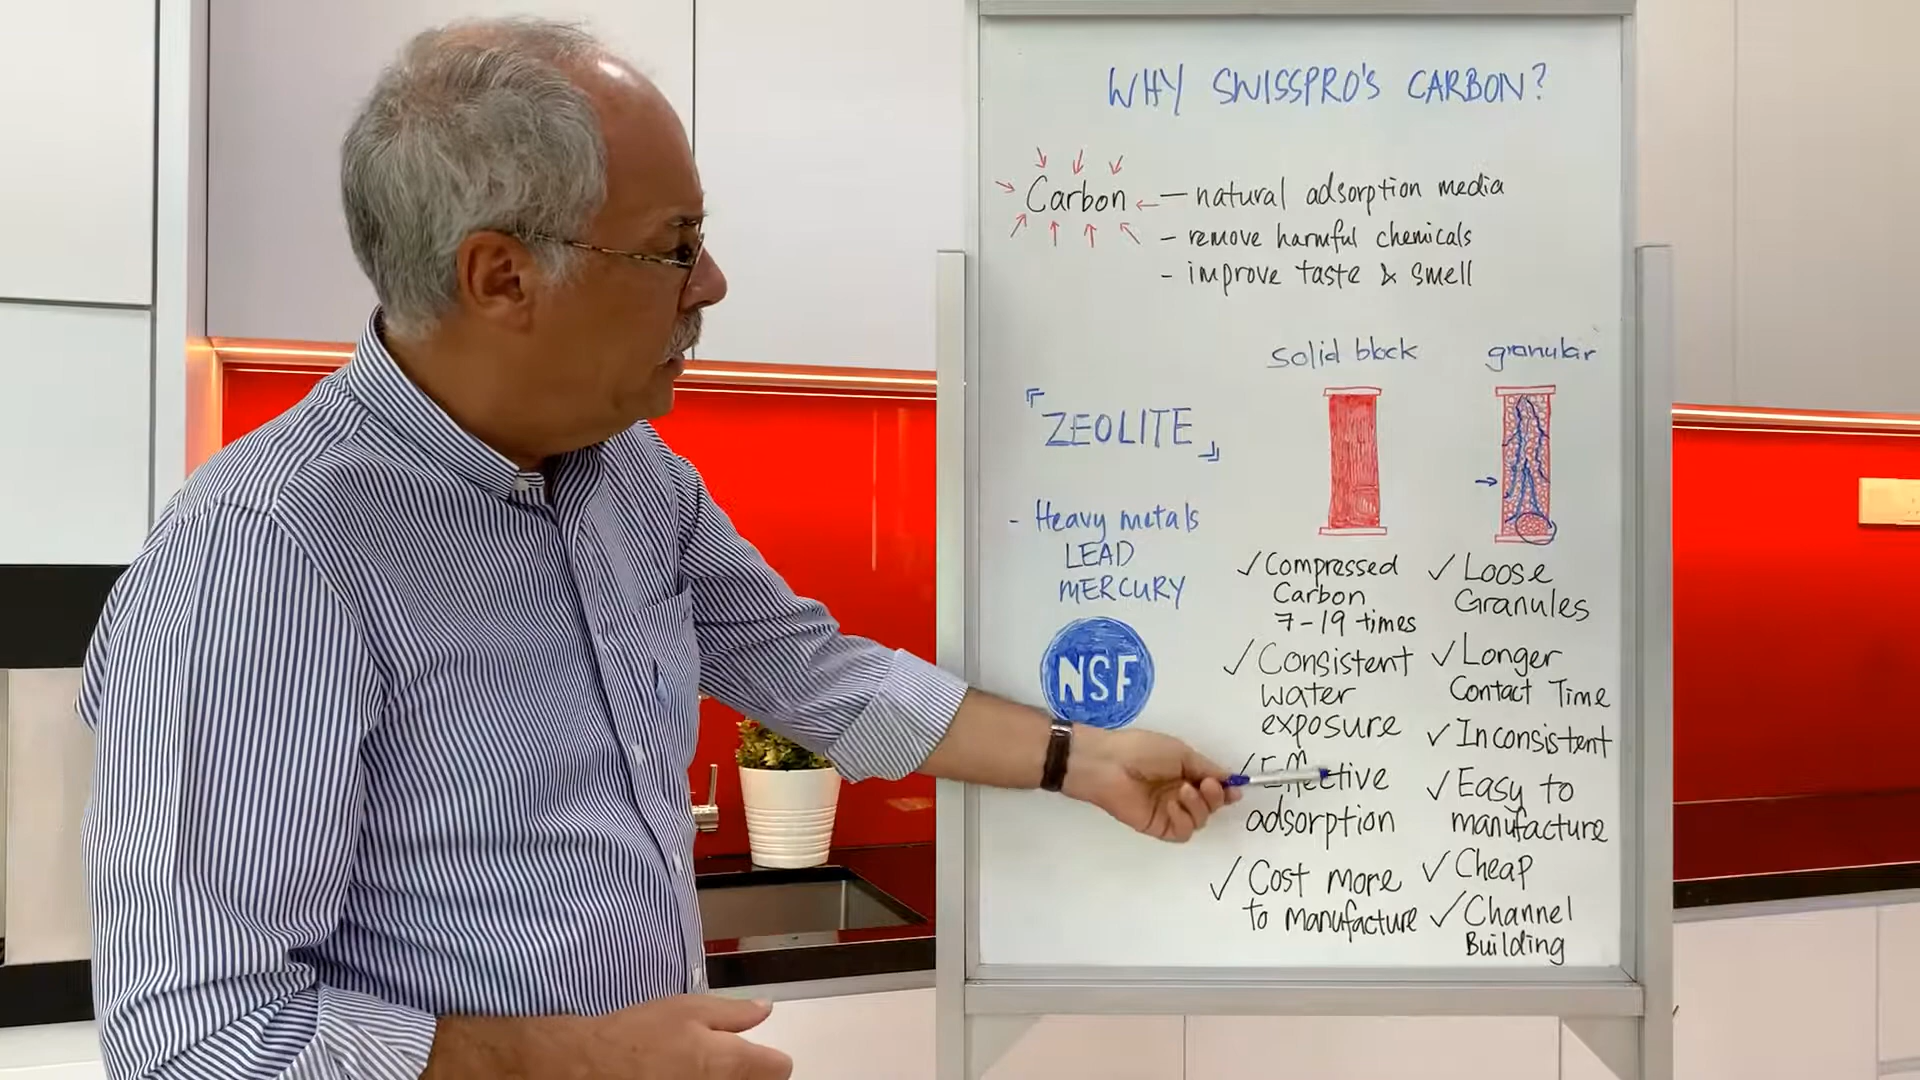 WHY SWISSPRO'S CARBON?
Carbon — natural adsorption media
- remove harmful chemicals
- improve taste & smell
solid block
granular
ZEOLITE
- Heavy metals
LEAD
MERCURY
NSF
✓ Compressed
Carbon
7-19 times
✓ Consistent
water
exposure
✓ Effective
adsorption
✓ Cost more
to manufacture
✓ Loose
Granules
✓ Longer
Contact Time
✓ Inconsistent
✓ Easy to
manufacture
✓ Cheap
✓ Channel
Building